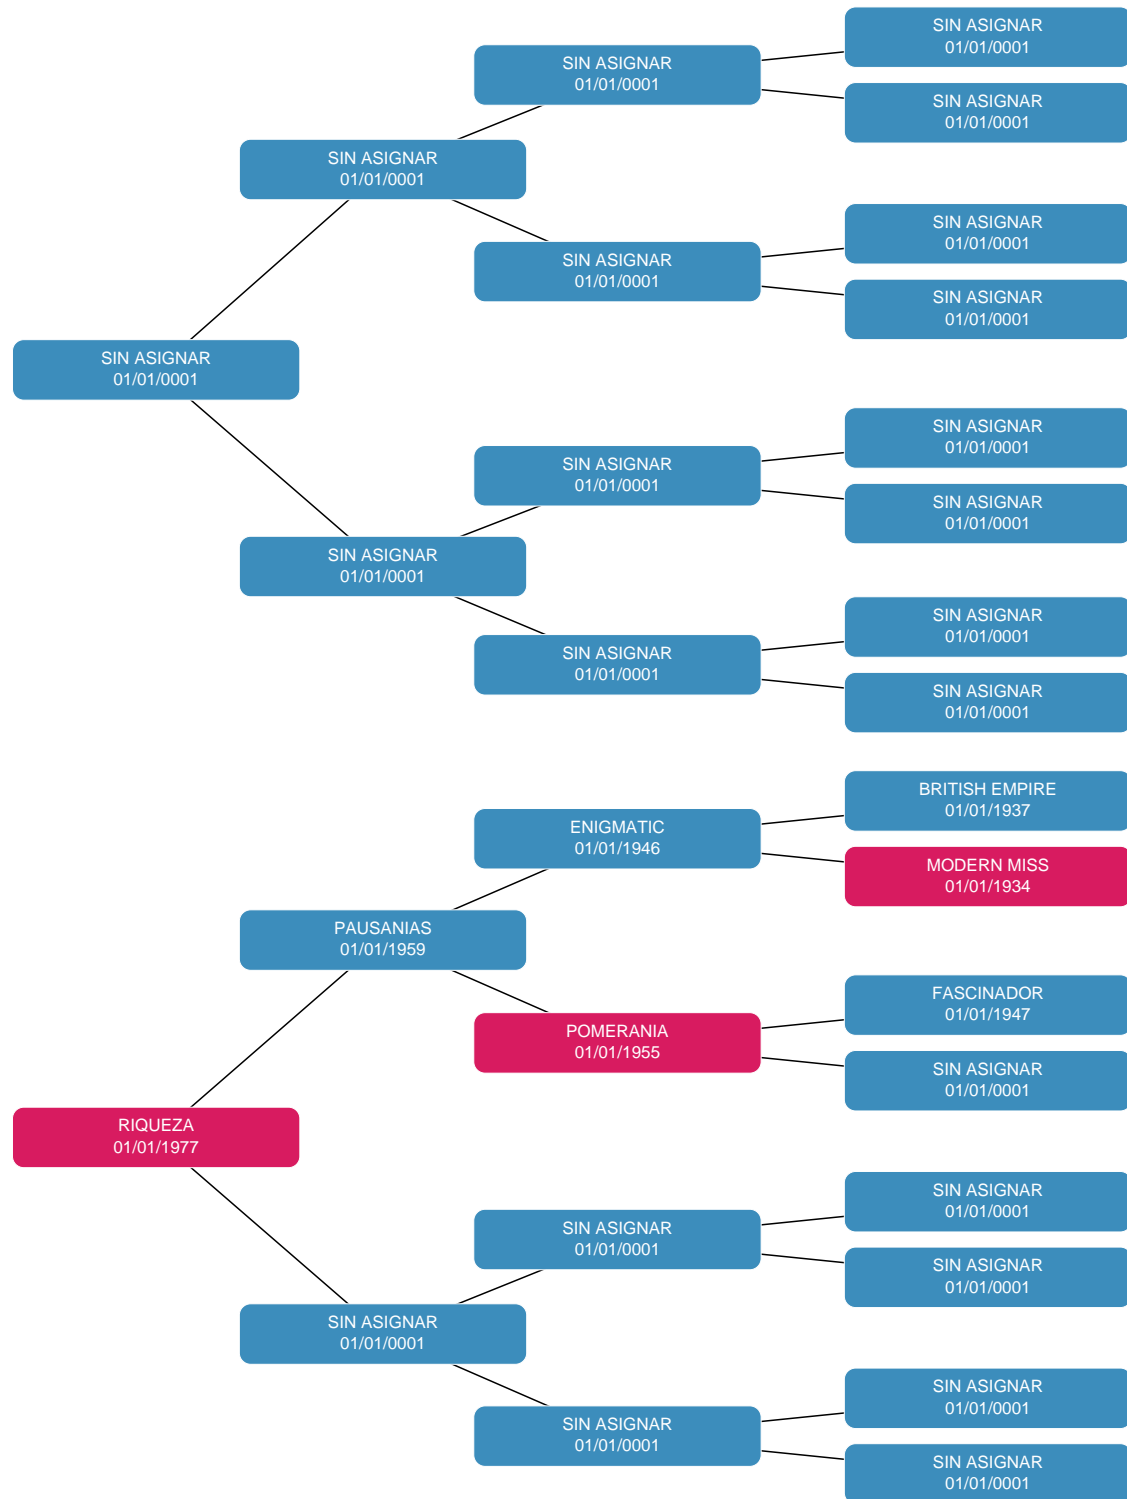 SIN ASIGNAR
01/01/0001
SIN ASIGNAR
01/01/0001
SIN ASIGNAR
01/01/0001
SIN ASIGNAR
01/01/0001
SIN ASIGNAR
01/01/0001
SIN ASIGNAR
01/01/0001
SIN ASIGNAR
01/01/0001
SIN ASIGNAR
01/01/0001
SIN ASIGNAR
01/01/0001
SIN ASIGNAR
01/01/0001
SIN ASIGNAR
01/01/0001
SIN ASIGNAR
01/01/0001
SIN ASIGNAR
01/01/0001
SIN ASIGNAR
01/01/0001
SIN ASIGNAR
01/01/0001
BRITISH EMPIRE
01/01/1937
ENIGMATIC
01/01/1946
MODERN MISS
01/01/1934
PAUSANIAS
01/01/1959
FASCINADOR
01/01/1947
POMERANIA
01/01/1955
SIN ASIGNAR
01/01/0001
RIQUEZA
01/01/1977
SIN ASIGNAR
01/01/0001
SIN ASIGNAR
01/01/0001
SIN ASIGNAR
01/01/0001
SIN ASIGNAR
01/01/0001
SIN ASIGNAR
01/01/0001
SIN ASIGNAR
01/01/0001
SIN ASIGNAR
01/01/0001